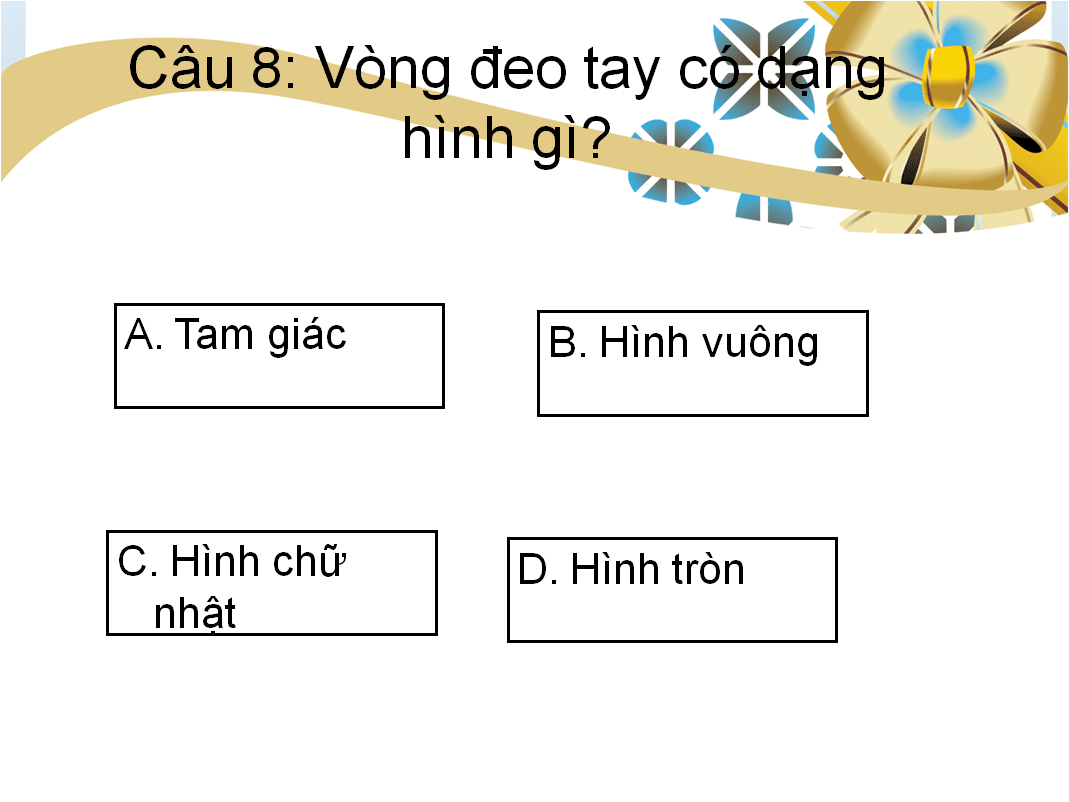 Câu 8: Vòng đeo tay có dạng
hình gì?
A. Tam giác
B. Hình vuông
C. Hình chữ
nhật
D. Hình tròn